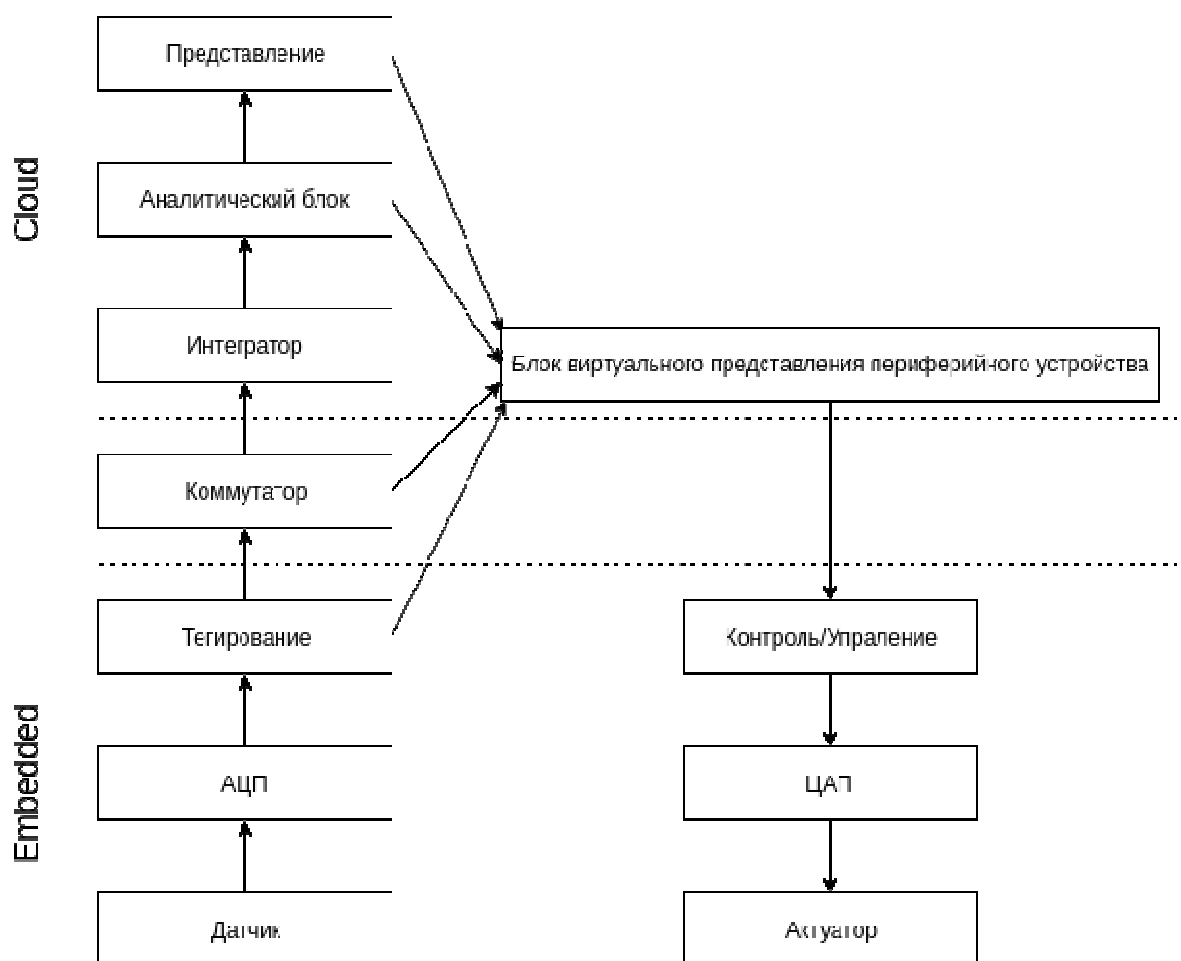 Представление
Cloud
Аналитический блок
Интегратор
Блок виртуального представления периферийного устройства
Коммутатор
Тегирование
Контроль/Упраление
Embedded
АЦП
ЦАП
Датчик
Актуатор